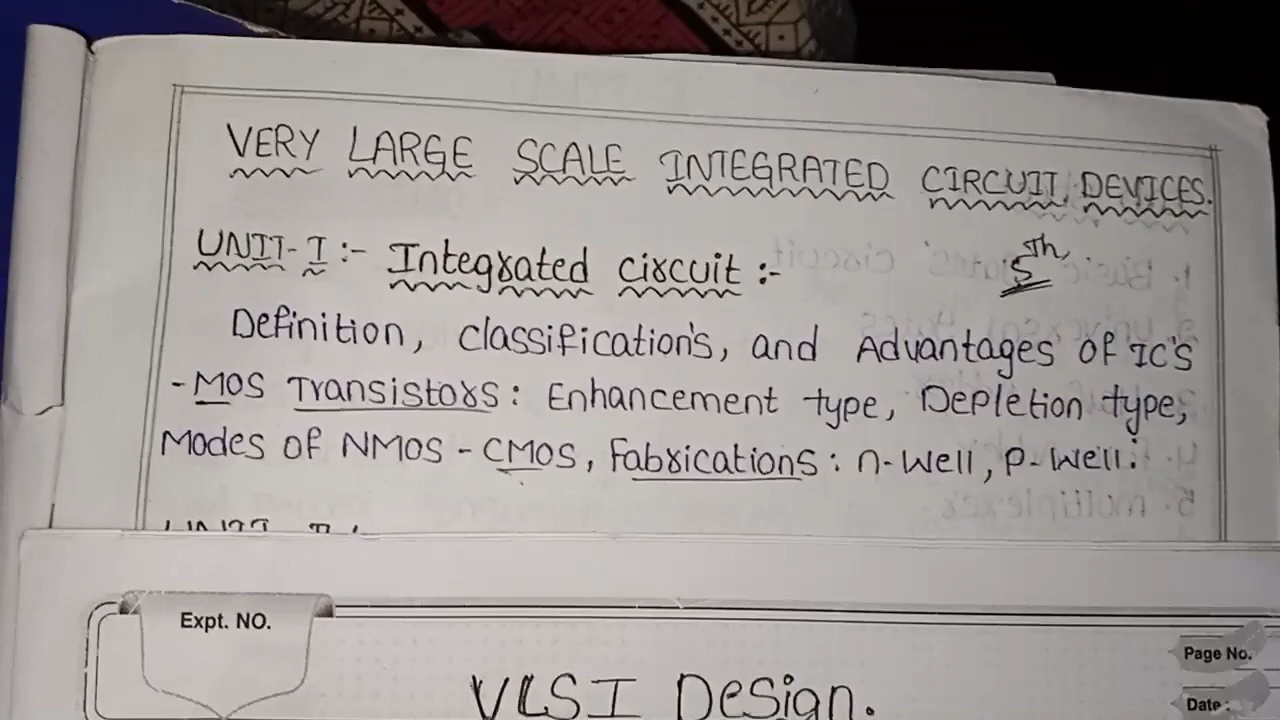 VERY LARGE SCALE INTEGRATED CIRCUIT DEVICES.
UNIT-I :- Integrated circuit :- 5Th
Definition, classification's, and Advantages of IC'S
- MOS Transistors : Enhancement type, Depletion type,
Modes of NMOS - CMOS, Fabrications : n-well, p-well.
Expt. NO.
Page No.
VLSI Design.
Date :